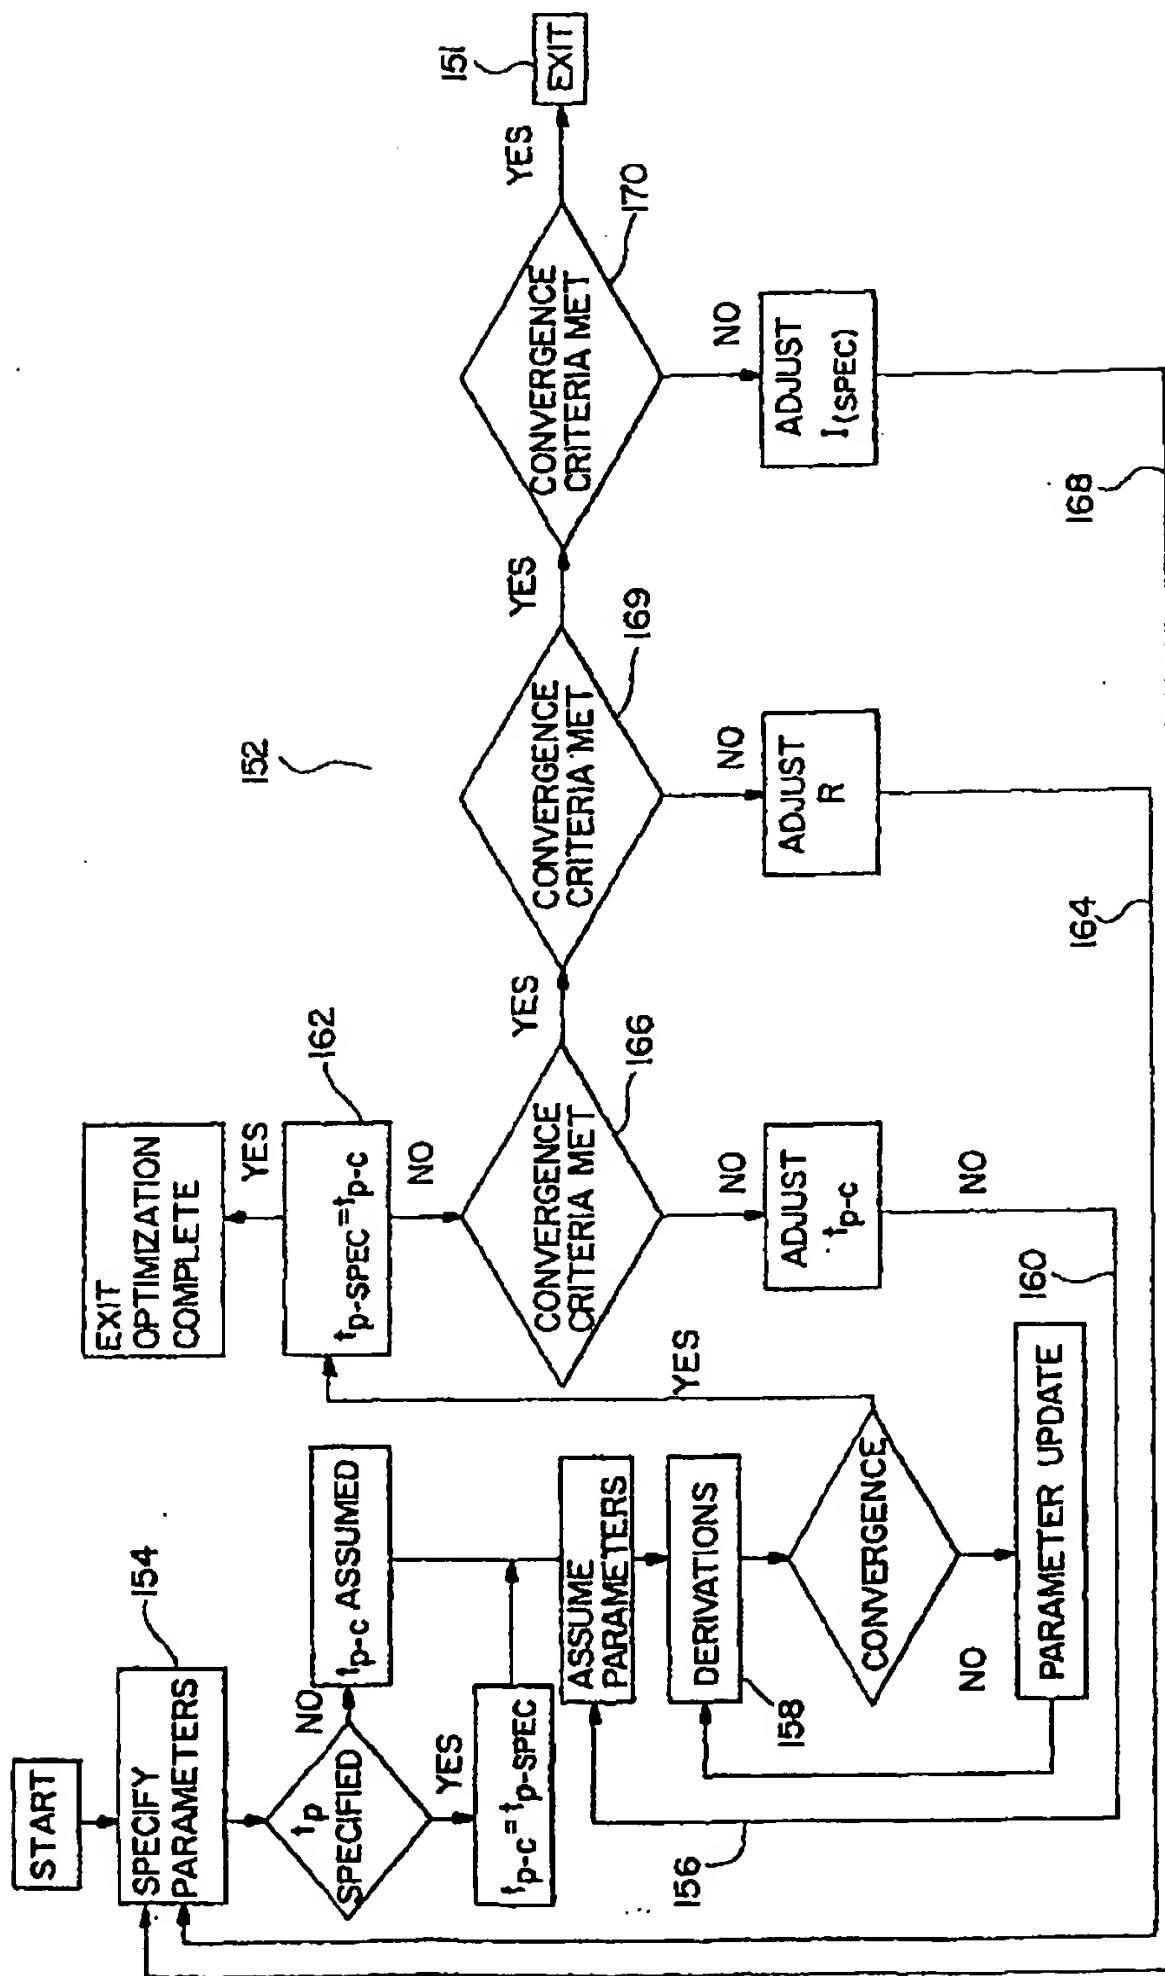 START
154
SPECIFY
PARAMETERS
tp
SPECIFIED
NO
YES
tp-c ASSUMED
tp-c=tp-SPEC
ASSUME
PARAMETERS
156
DERIVATIONS
158
CONVERGENCE
NO
YES
PARAMETER UPDATE
160
EXIT
OPTIMIZATION
COMPLETE
YES
162
tp-SPEC=tp-c
NO
CONVERGENCE
CRITERIA MET
166
NO
ADJUST
tp-c
NO
YES
152
CONVERGENCE
CRITERIA MET
169
NO
ADJUST
R
164
YES
CONVERGENCE
CRITERIA MET
170
NO
ADJUST
I(SPEC)
168
YES
151
EXIT